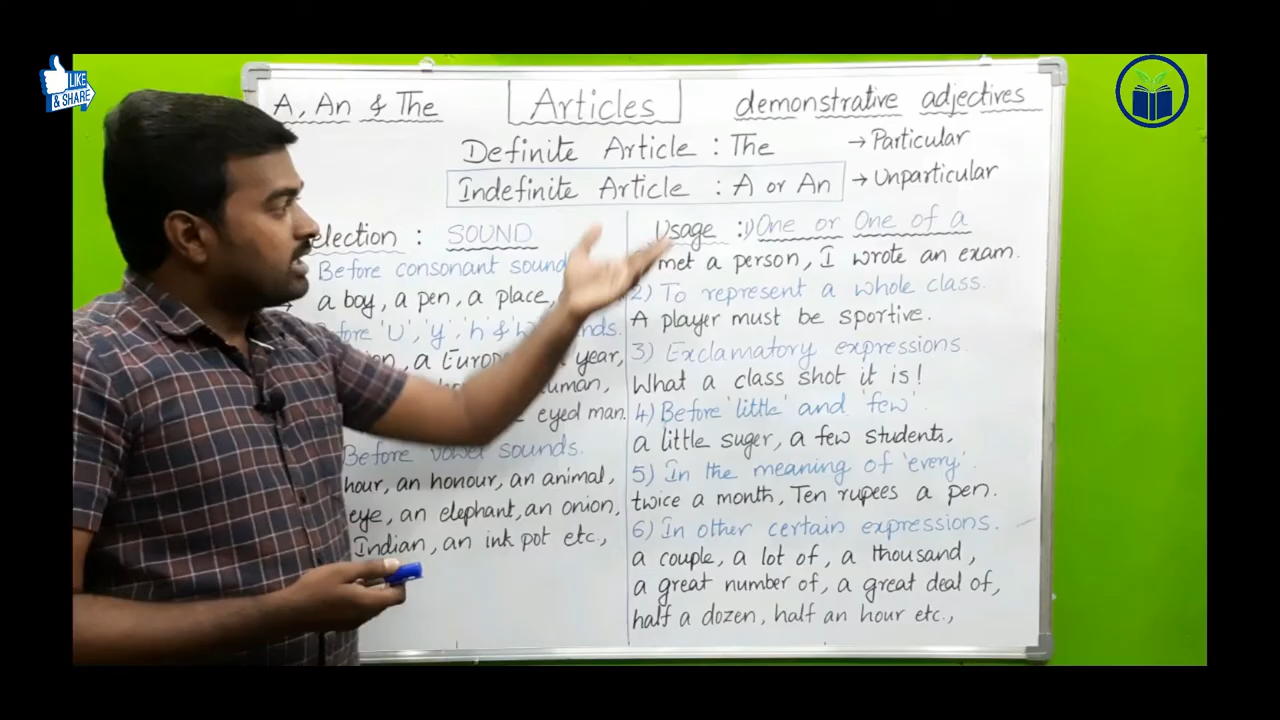 LIKE
& SHARE
A, An & The
Articles
demonstrative adjectives
Definite Article : The → Particular
Indefinite Article : A or An → Unparticular
election : SOUND
Before consonant sound
a boy, a pen, a place,
'U', 'y', 'h' &
a year,
human,
eyed man.
Before vowel sounds.
hour, an honour, an animal,
eye, an elephant, an onion,
Indian, an ink pot etc.,
Usage :1) One or One of a
met a person, I wrote an exam.
2) To represent a whole class.
A player must be sportive.
3) Exclamatory expressions.
What a class shot it is!
4) Before 'little' and 'few'.
a little suger, a few students,
5) In the meaning of 'every'.
twice a month, Ten rupees a pen.
6) In other certain expressions.
a couple, a lot of, a thousand,
a great number of, a great deal of,
half a dozen, half an hour etc.,